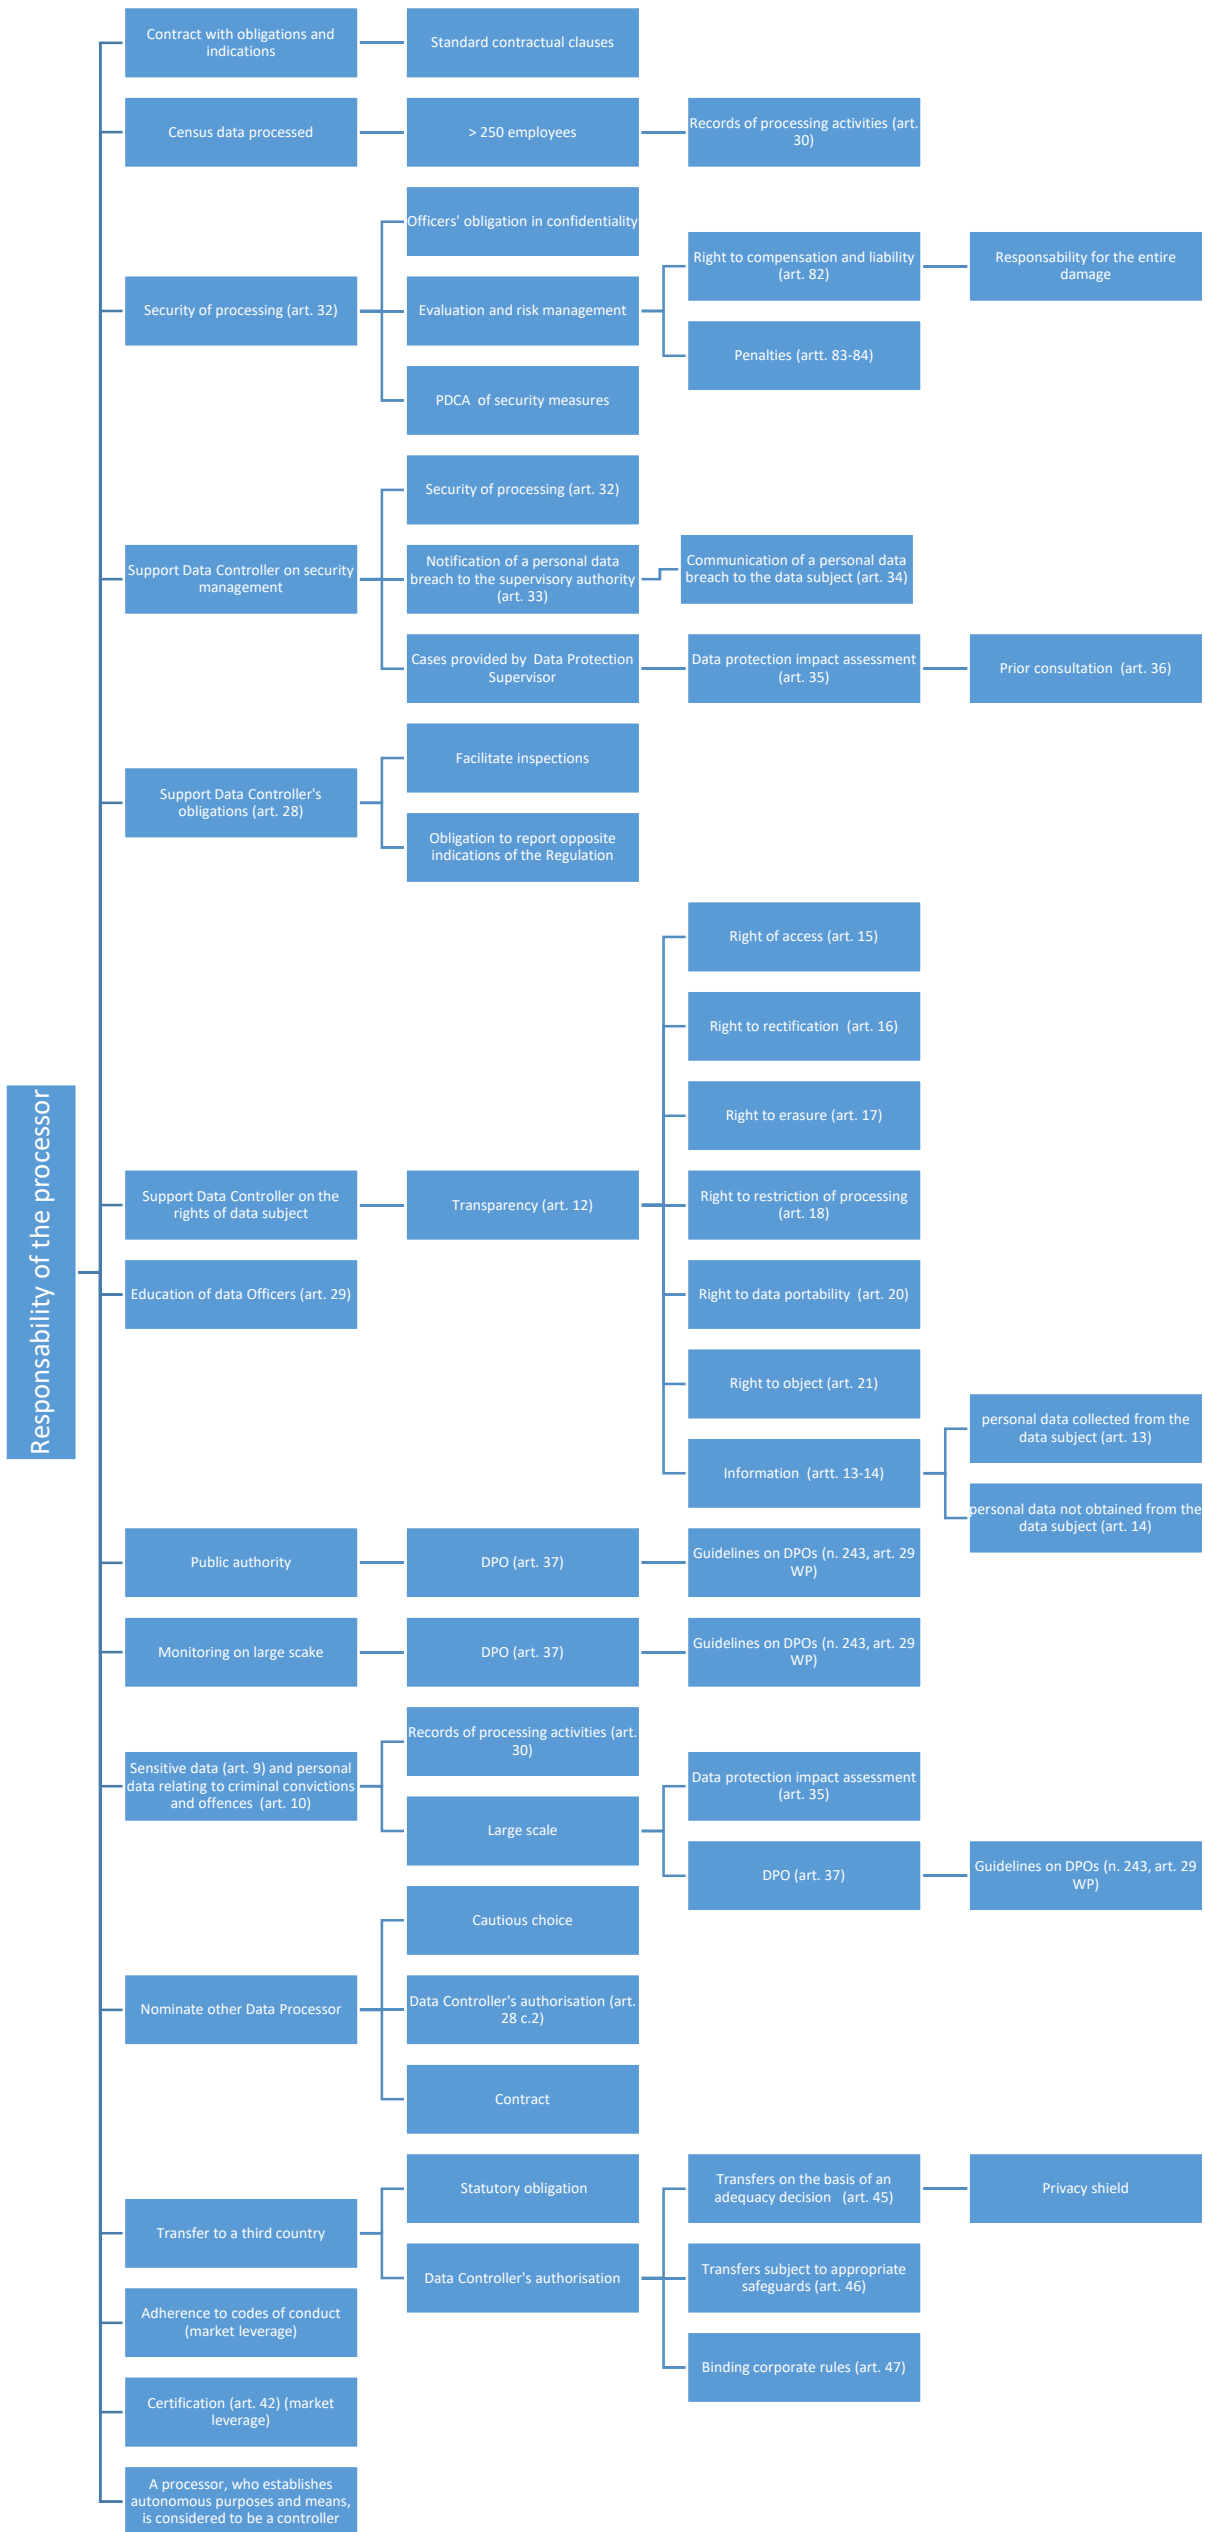 Responsability of the processor
Contract with obligations and
indications
Standard contractual clauses
Census data processed
> 250 employees
Records of processing activities (art.
30)
Security of processing (art. 32)
Officers' obligation in confidentiality
Evaluation and risk management
Right to compensation and liability
(art. 82)
Responsability for the entire
damage
Penalties (artt. 83-84)
PDCA  of security measures
Support Data Controller on security
management
Security of processing (art. 32)
Notification of a personal data
breach to the supervisory authority
(art. 33)
Communication of a personal data
breach to the data subject (art. 34)
Cases provided by  Data Protection
Supervisor
Data protection impact assessment
(art. 35)
Prior consultation  (art. 36)
Support Data Controller's
obligations (art. 28)
Facilitate inspections
Obligation to report opposite
indications of the Regulation
Support Data Controller on the
rights of data subject
Transparency (art. 12)
Right of access (art. 15)
Right to rectification  (art. 16)
Right to erasure (art. 17)
Right to restriction of processing
(art. 18)
Right to data portability  (art. 20)
Right to object (art. 21)
Information  (artt. 13-14)
personal data collected from the
data subject (art. 13)
personal data not obtained from the
data subject (art. 14)
Education of data Officers (art. 29)
Public authority
DPO (art. 37)
Guidelines on DPOs (n. 243, art. 29
WP)
Monitoring on large scake
DPO (art. 37)
Guidelines on DPOs (n. 243, art. 29
WP)
Sensitive data (art. 9) and personal
data relating to criminal convictions
and offences  (art. 10)
Records of processing activities (art.
30)
Large scale
Data protection impact assessment
(art. 35)
DPO (art. 37)
Guidelines on DPOs (n. 243, art. 29
WP)
Nominate other Data Processor
Cautious choice
Data Controller's authorisation (art.
28 c.2)
Contract
Transfer to a third country
Statutory obligation
Data Controller's authorisation
Transfers on the basis of an
adequacy decision   (art. 45)
Privacy shield
Transfers subject to appropriate
safeguards (art. 46)
Binding corporate rules (art. 47)
Adherence to codes of conduct
(market leverage)
Certification (art. 42) (market
leverage)
A processor, who establishes
autonomous purposes and means,
is considered to be a controller